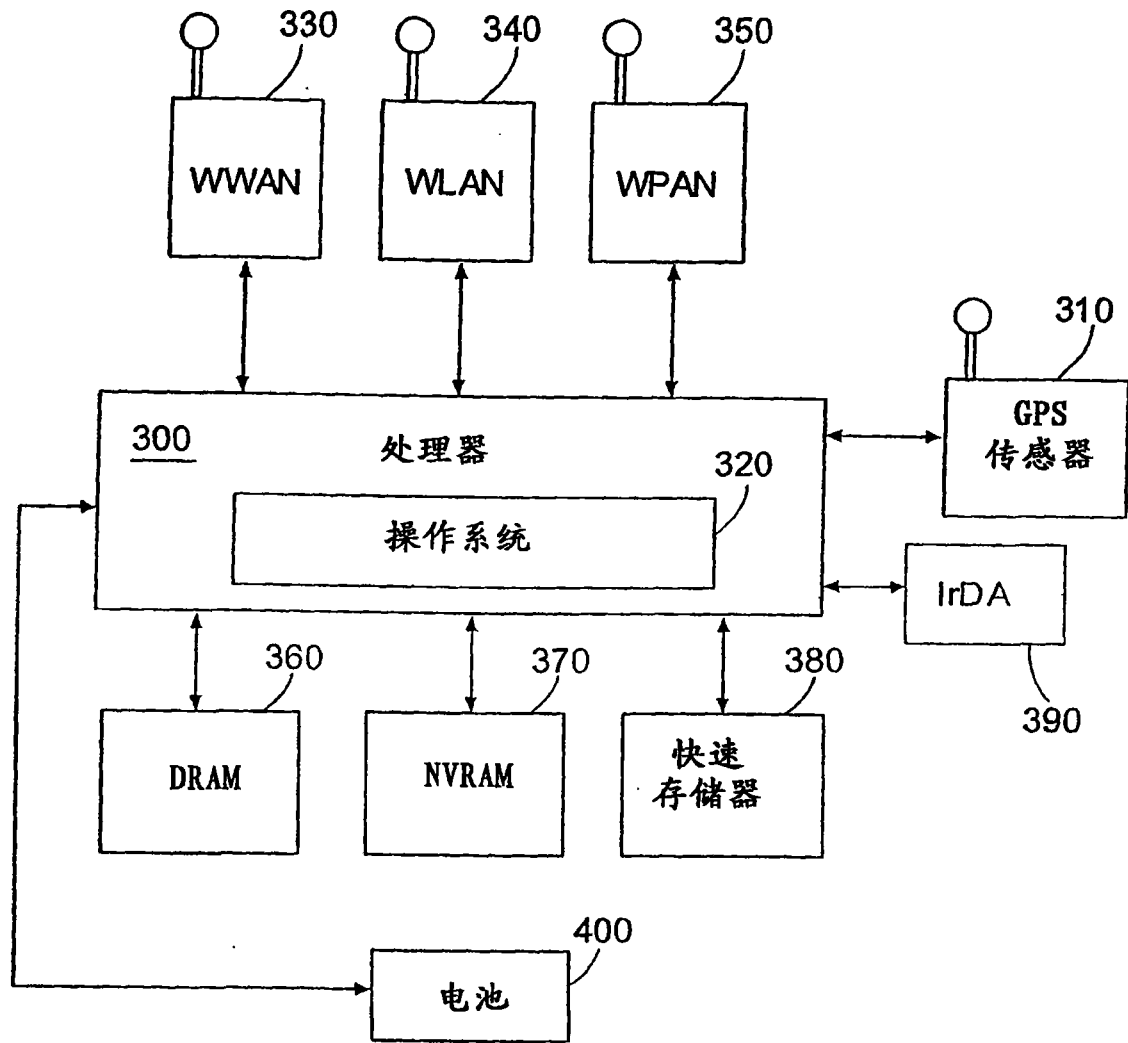 330
340
350
WWAN
WLAN
WPAN
310
GPS
传感器
300
处理器
320
操作系统
IrDA
390
360
370
380
DRAM
NVRAM
快速
存储器
400
电池